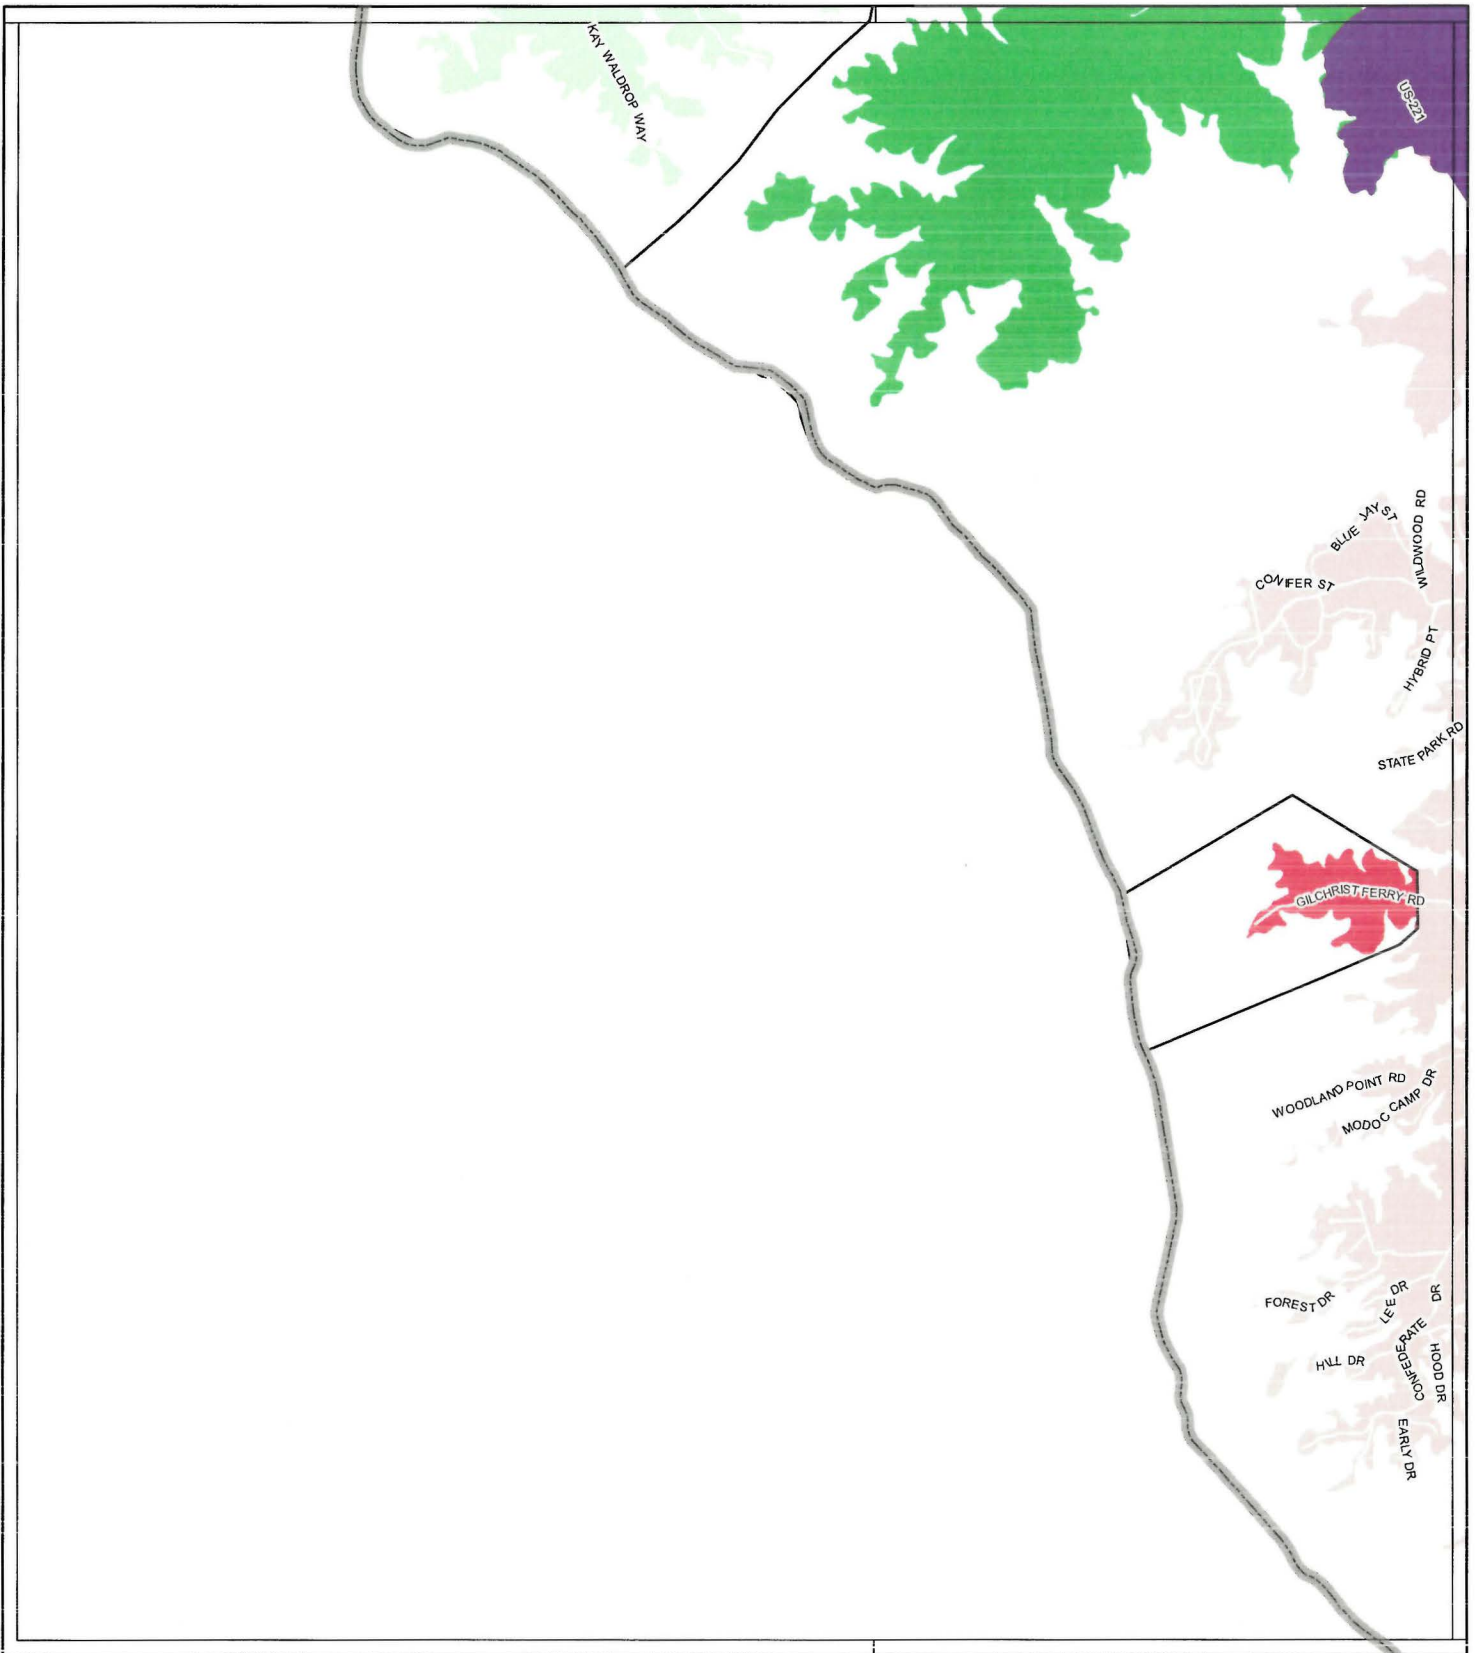 KAY WALDROP WAY
US-221
BLUE JAY ST
WILDWOOD RD
CONIFER ST
HYBRID PT
STATE PARK RD
GILCHRIST FERRY RD
WOODLAND POINT RD
MODOC CAMP DR
FOREST DR
LEE DR
CONFEDERATE DR
HILL DR
HOOD DR
EARLY DR